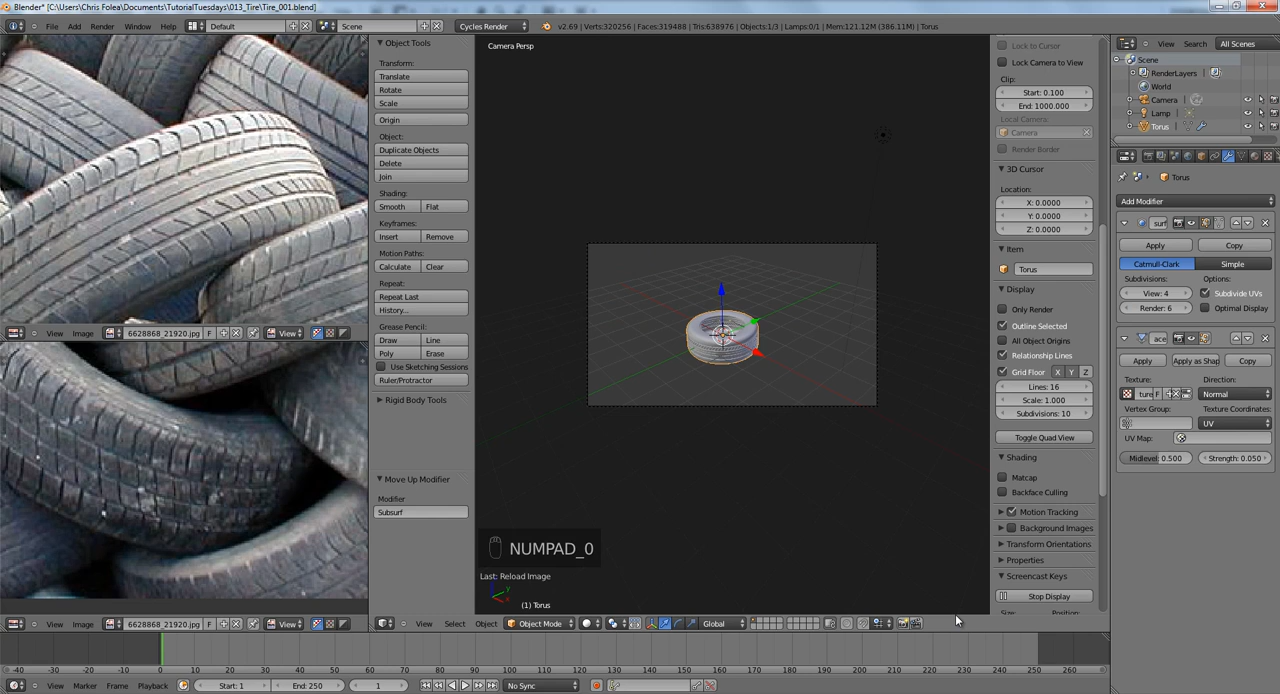 Blender* [C:\Users\Chris Folea\Documents\TutorialTuesdays\013_Tire\Tire_001.blend]
File Add Render Window Help Default Scene Cycles Render v2.69 | Verts:320256 | Faces:319488 | Tris:638976 | Objects:1/3 | Lamps:0/1 | Mem:121.12M (386.11M) | Torus
View Image 6628868_21920.jpg F View
View Image 6628868_21920.jpg F View
Object Tools
Transform:
Translate
Rotate
Scale
Origin
Object:
Duplicate Objects
Delete
Join
Shading:
Smooth Flat
Keyframes:
Insert Remove
Motion Paths:
Calculate Clear
Repeat:
Repeat Last
History...
Grease Pencil:
Draw Line
Poly Erase
Use Sketching Sessions
Ruler/Protractor
Rigid Body Tools
Move Up Modifier
Modifier
Subsurf
Camera Persp
NUMPAD_0
Last: Reload Image
(1) Torus
View Select Object Object Mode Global
Lock to Cursor
Lock Camera to View
Clip:
Start: 0.100
End: 1000.000
Local Camera:
Camera
Render Border
3D Cursor
Location:
X: 0.0000
Y: 0.0000
Z: 0.0000
Item
Torus
Display
Only Render
Outline Selected
All Object Origins
Relationship Lines
Grid Floor X Y Z
Lines: 16
Scale: 1.000
Subdivisions: 10
Toggle Quad View
Shading
Matcap
Backface Culling
Motion Tracking
Background Images
Transform Orientations
Properties
Screencast Keys
Stop Display
Size: Position:
View Search All Scenes
Scene
RenderLayers
World
Camera
Lamp
Torus
Torus
Add Modifier
Apply Copy
Catmull-Clark Simple
Subdivisions: Options:
View: 4 Subdivide UVs
Render: 6 Optimal Display
ace
Apply Apply as Shap Copy
Texture: Direction:
ture F Normal
Vertex Group: Texture Coordinates:
UV
UV Map:
Midlevel: 0.500 Strength: 0.050
-40 -30 -20 -10 0 10 20 30 40 50 60 70 80 90 100 110 120 130 140 150 160 170 180 190 200 210 220 230 240 250 260
View Marker Frame Playback Start: 1 End: 250 1 No Sync